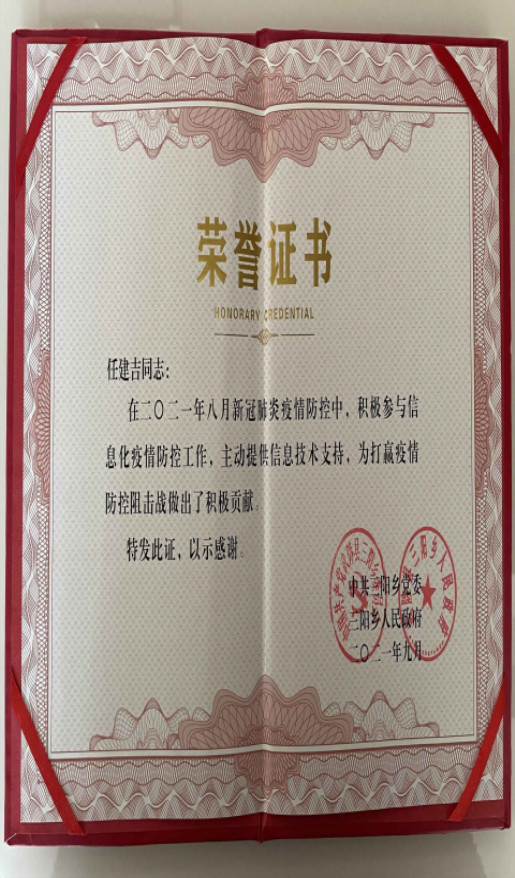 荣誉证书
HONORARY CREDENTIAL
任建吉同志：
在二〇二一年八月新冠肺炎疫情防控中，积极参与信
息化疫情防控工作，主动提供信息技术支持，为打赢疫情
防控阻击战做出了积极贡献。
特发此证，以示感谢。
中共三阳乡党委
三阳乡人民政府
二〇二一年九月